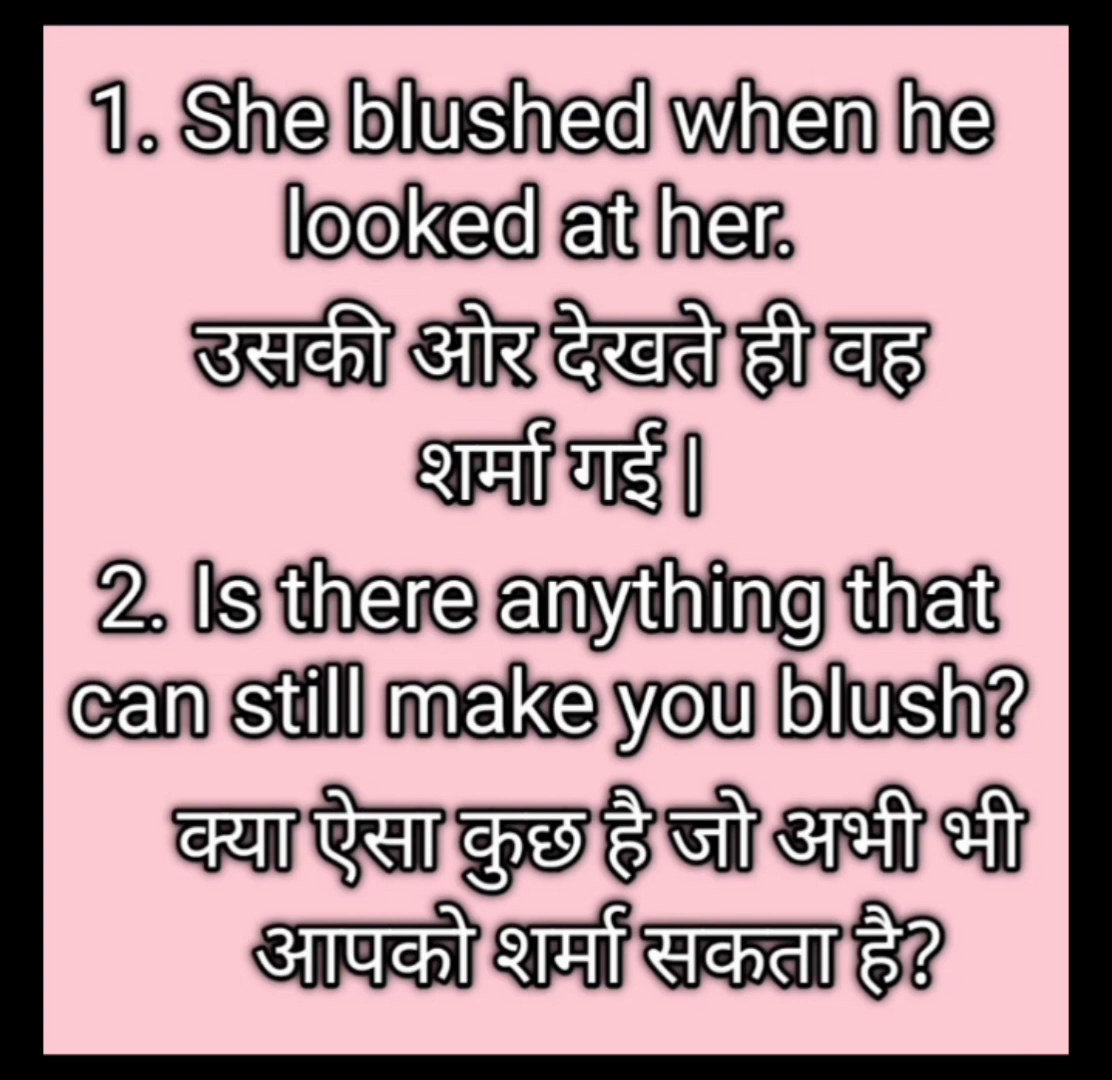 1. She blushed when he
looked at her.
उसकी ओर देखते ही वह
शर्मा गई |
2. Is there anything that
can still make you blush?
क्या ऐसा कुछ है जो अभी भी
आपको शर्मा सकता है?